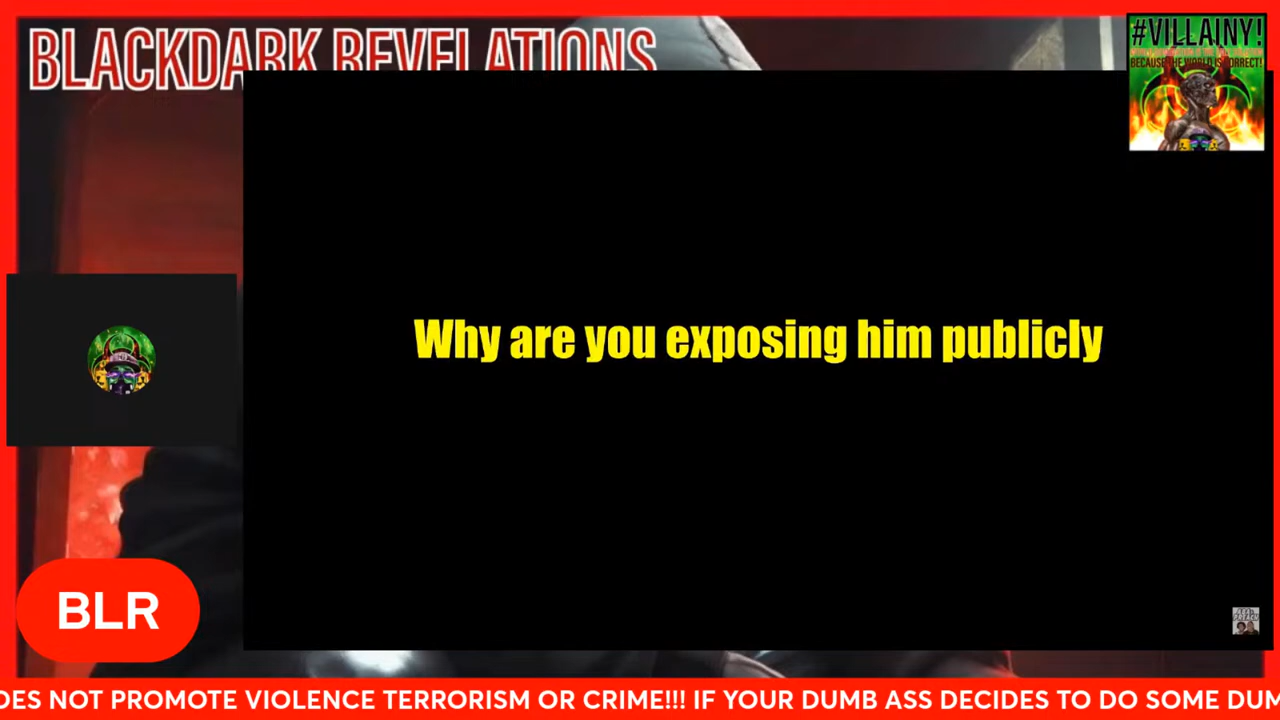 BLACKDARK REVELATIONS
#VILLAINY!
BECAUSE THE WORLD IS CORRECT!
Why are you exposing him publicly
BLR
DOES NOT PROMOTE VIOLENCE TERRORISM OR CRIME!!! IF YOUR DUMB ASS DECIDES TO DO SOME DUM